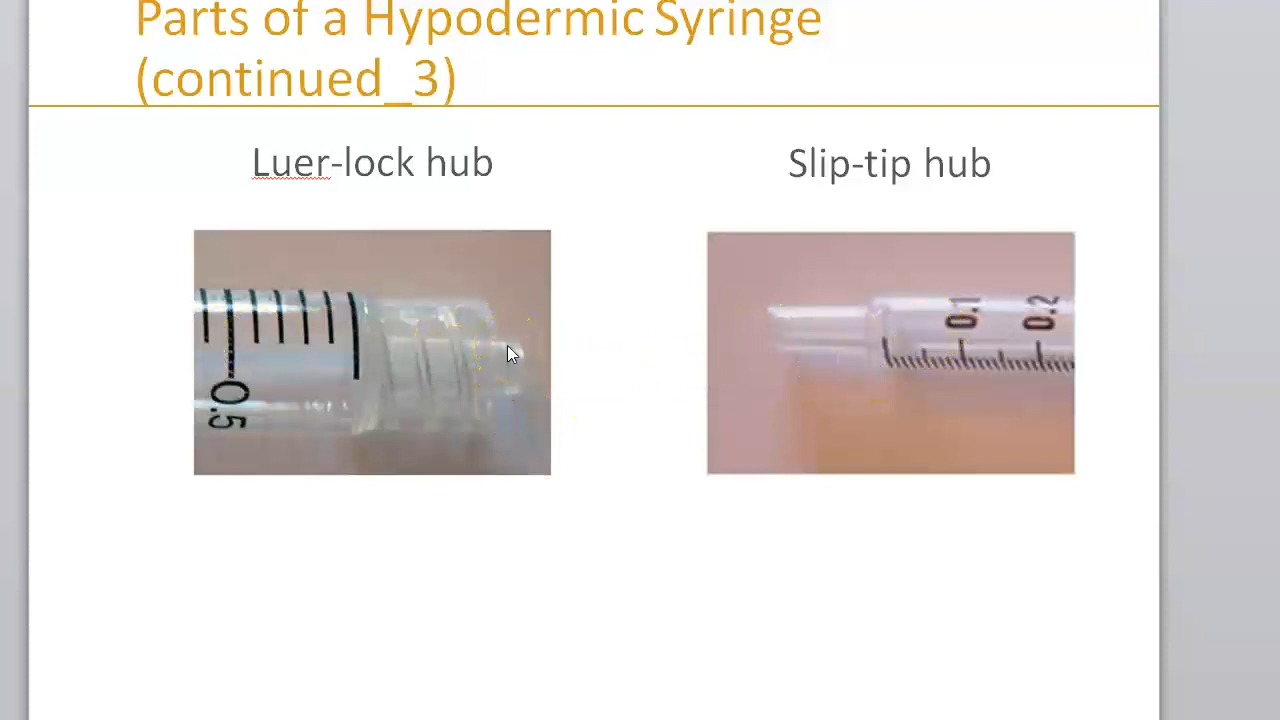 Parts of a Hypodermic Syringe
(continued_3)
Luer-lock hub
Slip-tip hub
0.5
0.1
0.2